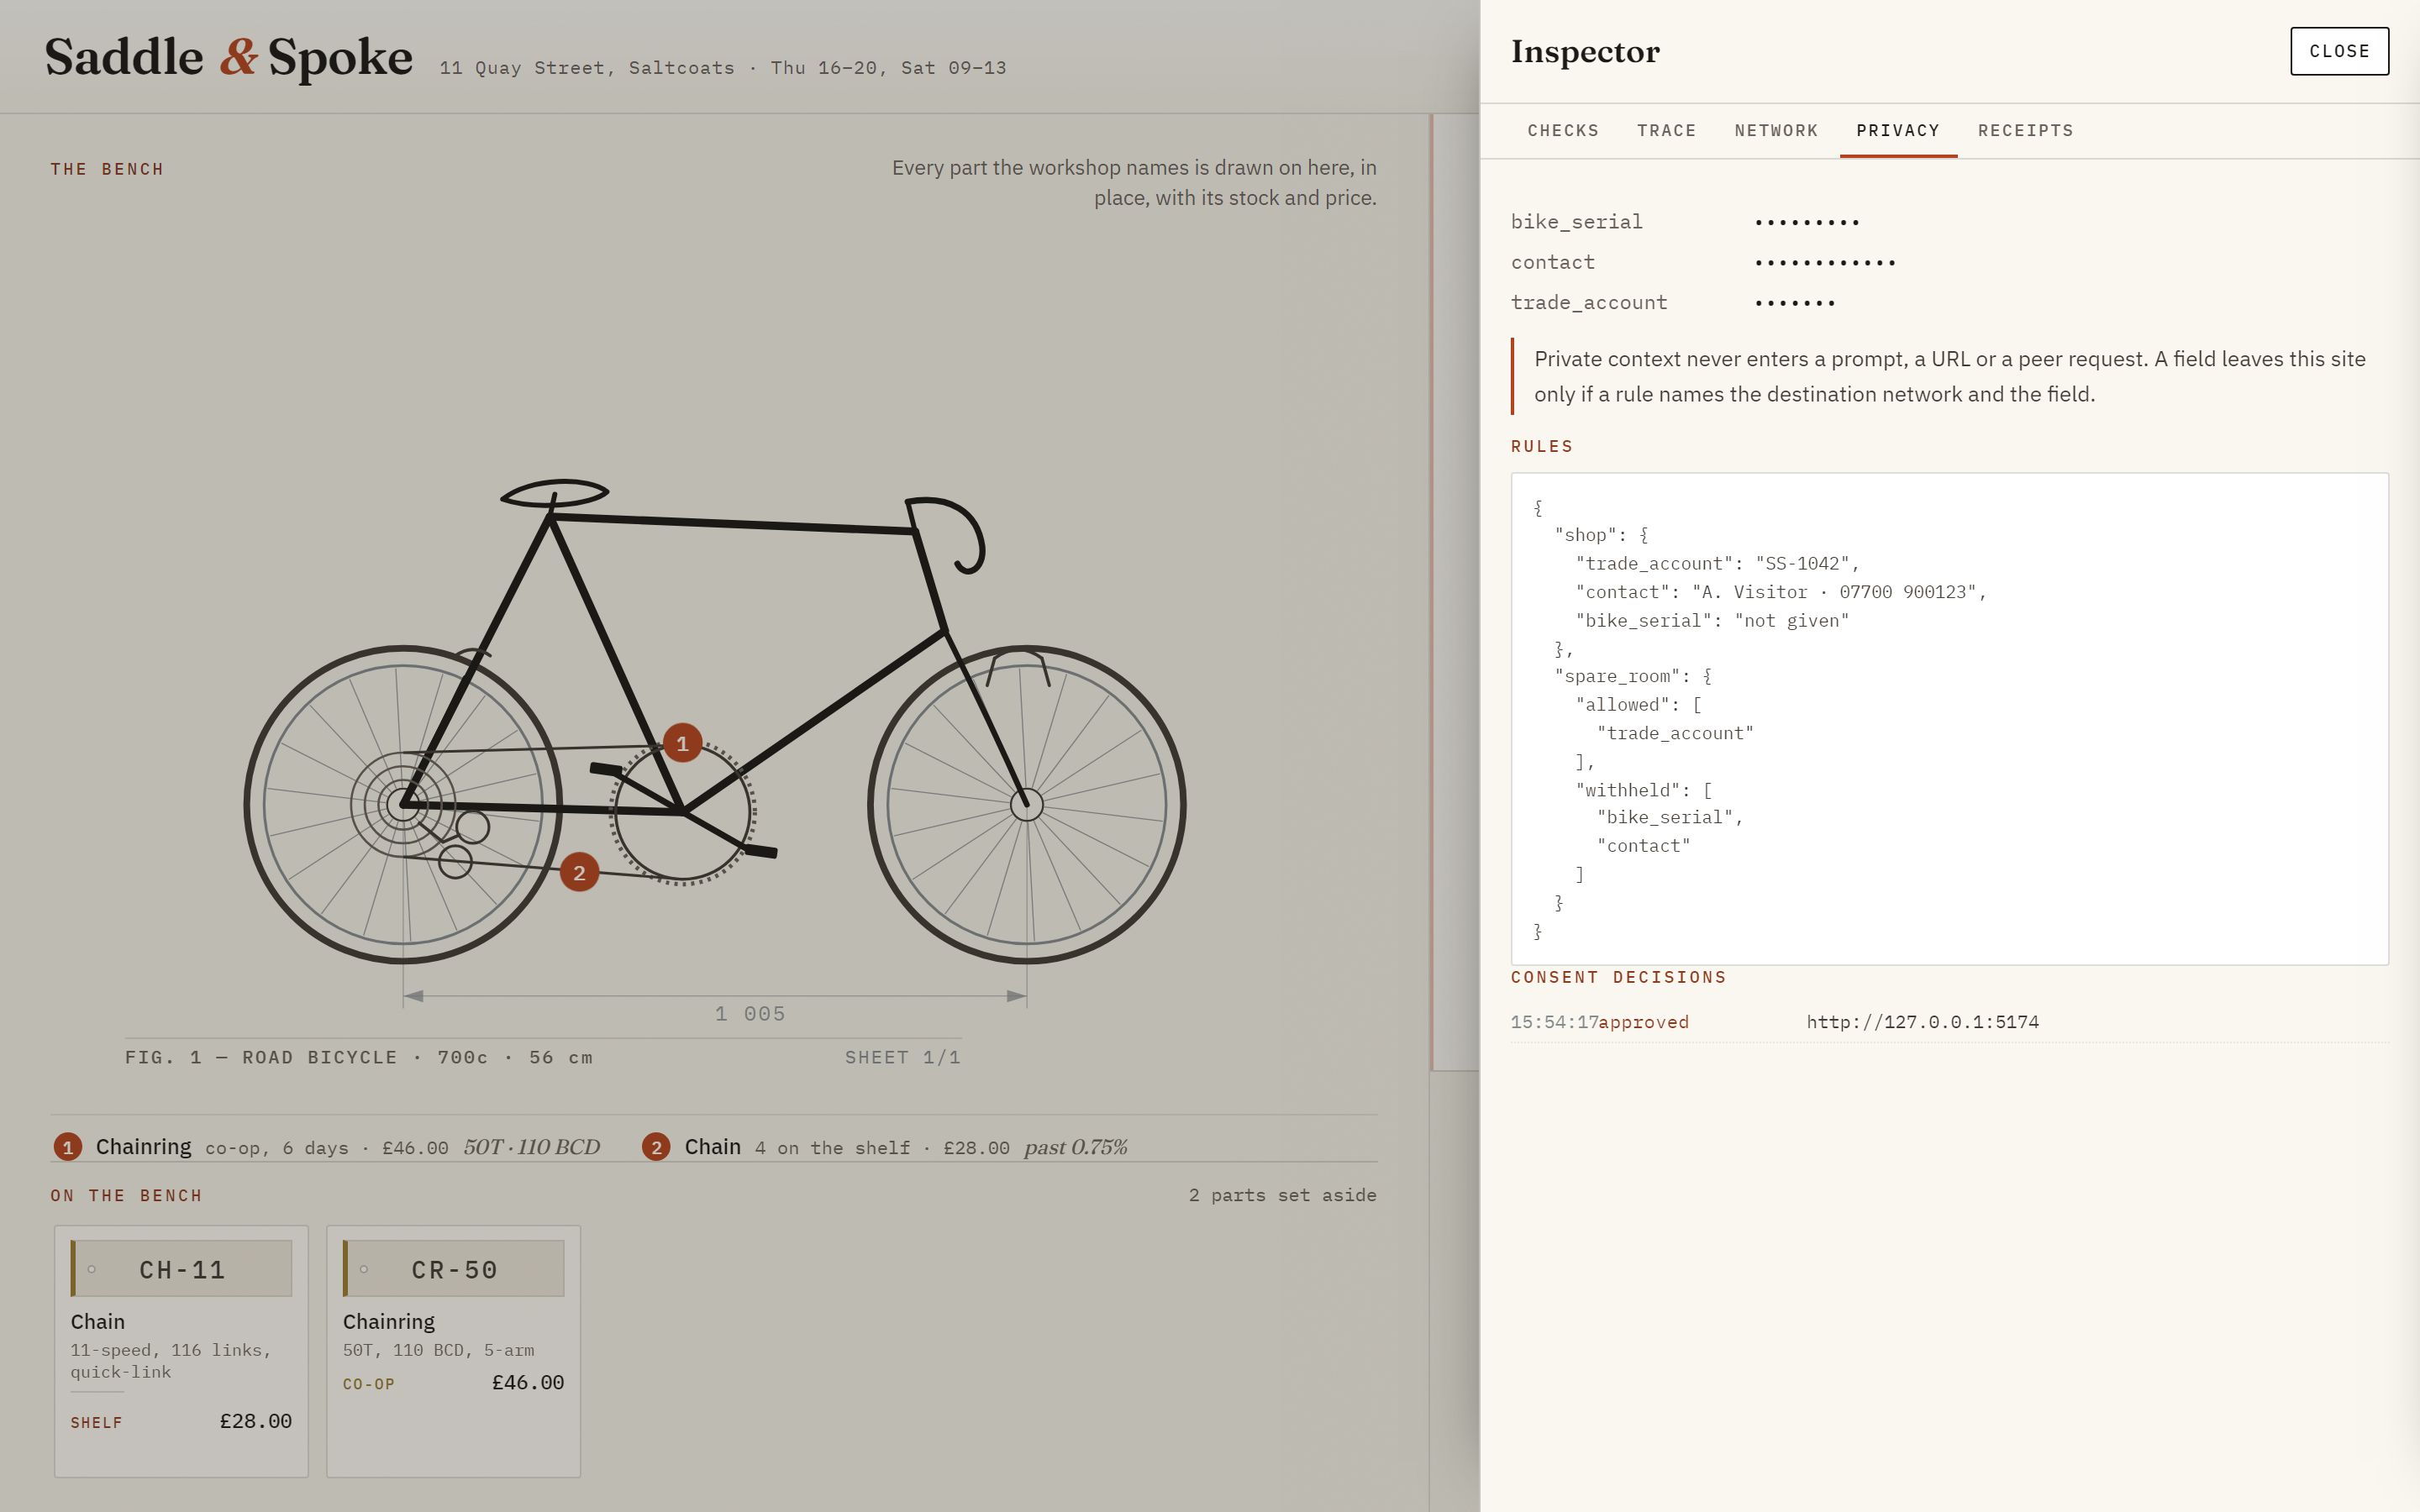 Saddle & Spoke
11 Quay Street, Saltcoats · Thu 16–20, Sat 09–13
THE BENCH
Every part the workshop names is drawn on here, in
place, with its stock and price.
1
2
1 005
FIG. 1 — ROAD BICYCLE · 700c · 56 cm
SHEET 1/1
1 Chainring co-op, 6 days · £46.00 50T · 110 BCD
2 Chain 4 on the shelf · £28.00 past 0.75%
ON THE BENCH
2 parts set aside
CH-11
Chain
11-speed, 116 links,
quick-link
SHELF £28.00
CR-50
Chainring
50T, 110 BCD, 5-arm
CO-OP £46.00
Inspector
CLOSE
CHECKS TRACE NETWORK PRIVACY RECEIPTS
bike_serial •••••••••
contact ••••••••••••
trade_account •••••••
Private context never enters a prompt, a URL or a peer request. A field leaves this site
only if a rule names the destination network and the field.
RULES
{
"shop": {
"trade_account": "SS-1042",
"contact": "A. Visitor · 07700 900123",
"bike_serial": "not given"
},
"spare_room": {
"allowed": [
"trade_account"
],
"withheld": [
"bike_serial",
"contact"
]
}
}
CONSENT DECISIONS
15:54:17approved http://127.0.0.1:5174